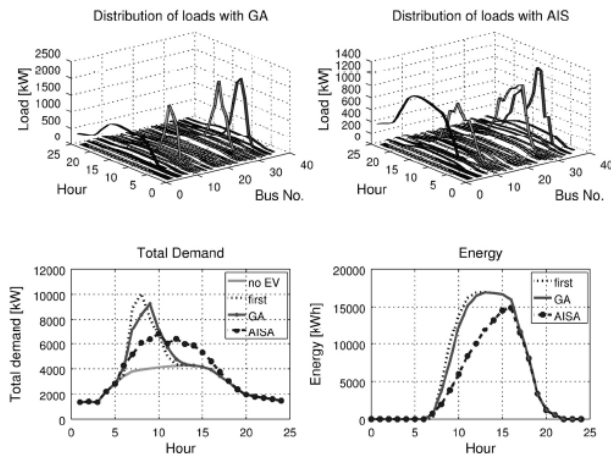 Distribution of loads with GA
Distribution of loads with AIS
Load [kW]
2500
2000
1500
1000
500
0
25
20
15
10
5
0
Hour
0
10
20
30
40
Bus No.
Load [kW]
1400
1200
1000
800
600
400
200
0
25
20
15
10
5
0
Hour
0
10
20
30
40
Bus No.
Total Demand
Total demand [kW]
12000
10000
8000
6000
4000
2000
0
0
5
10
15
20
25
Hour
no EV
first
GA
AISA
Energy
Energy [kWh]
20000
15000
10000
5000
0
0
5
10
15
20
25
Hour
first
GA
AISA